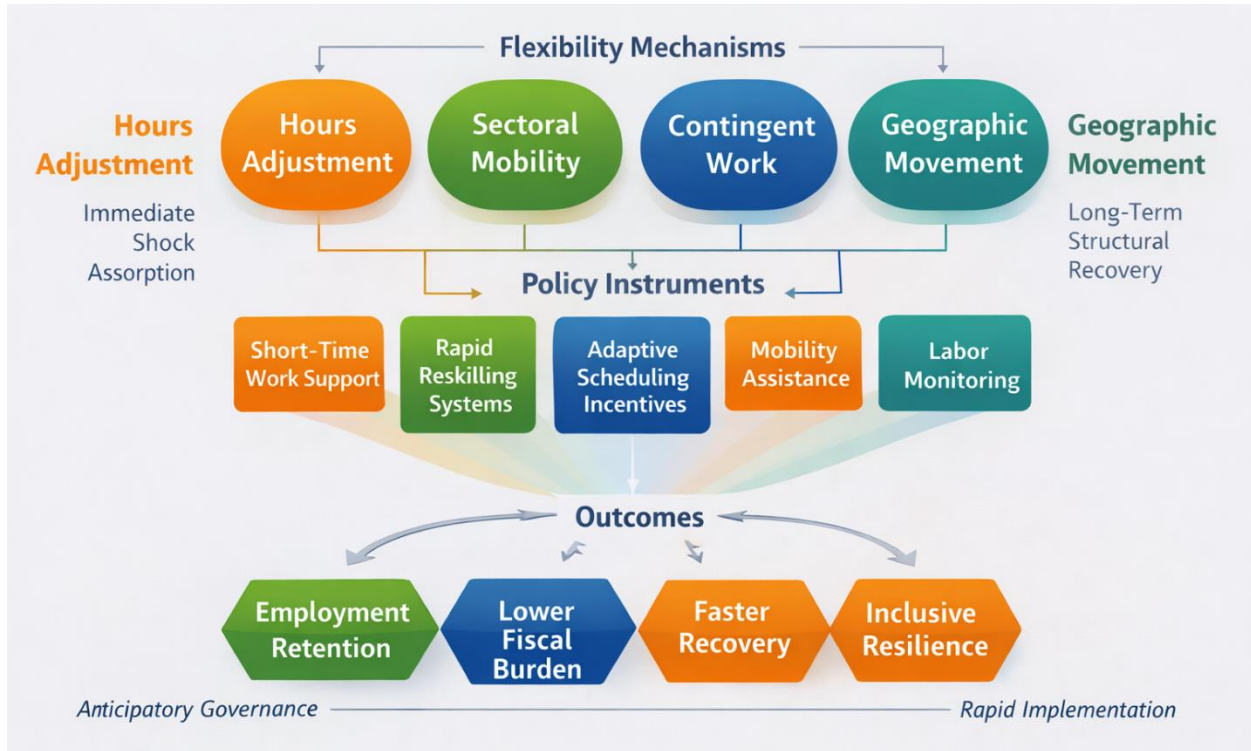 Flexibility Mechanisms
Hours
Adjustment
Immediate
Shock
Assorption
Hours
Adjustment
Sectoral
Mobility
Contingent
Work
Geographic
Movement
Geographic
Movement
Long-Term
Structural
Recovery
Policy Instruments
Short-Time
Work Support
Rapid
Reskilling
Systems
Adaptive
Scheduling
Incentives
Mobility
Assistance
Labor
Monitoring
Outcomes
Employment
Retention
Lower
Fiscal
Burden
Faster
Recovery
Inclusive
Resilience
Anticipatory Governance
Rapid Implementation